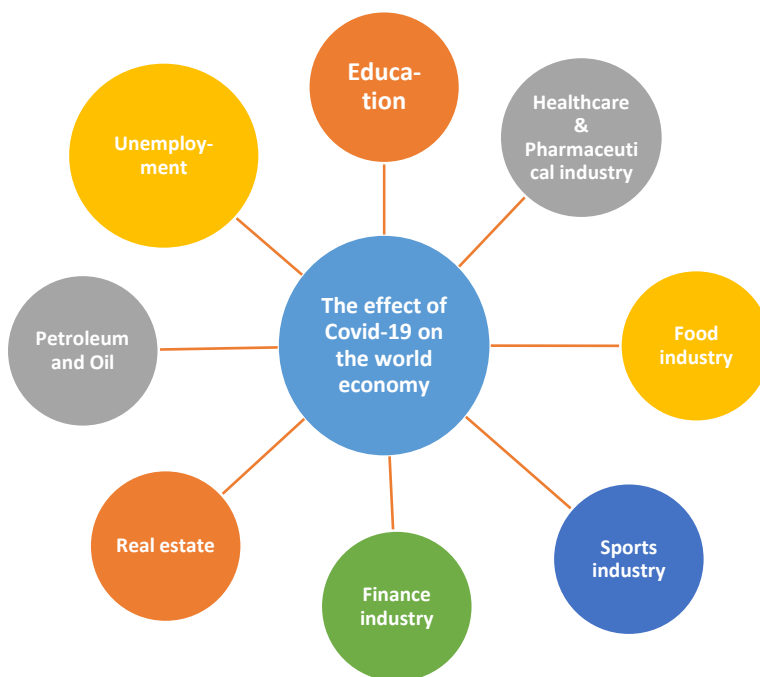 Educa-
tion
Healthcare
&
Pharmaceuti
cal industry
Unemploy-
ment
The effect of
Covid-19 on
the world
economy
Petroleum
and Oil
Food
industry
Real estate
Sports
industry
Finance
industry